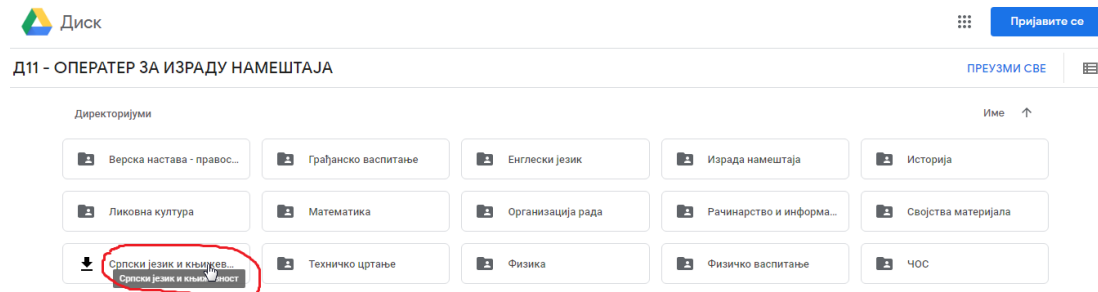 Диск
Пријавите се
Д11 - ОПЕРАТЕР ЗА ИЗРАДУ НАМЕШТАЈА
ПРЕУЗМИ СВЕ
Директоријуми
Име
Верска настава - правос...
Грађанско васпитање
Енглески језик
Израда намештаја
Историја
Ликовна култура
Математика
Организација рада
Рачинарство и информа...
Својства материјала
Српски језик и књижев...
Српски језик и књижевност
Техничко цртање
Физика
Физичко васпитање
ЧОС